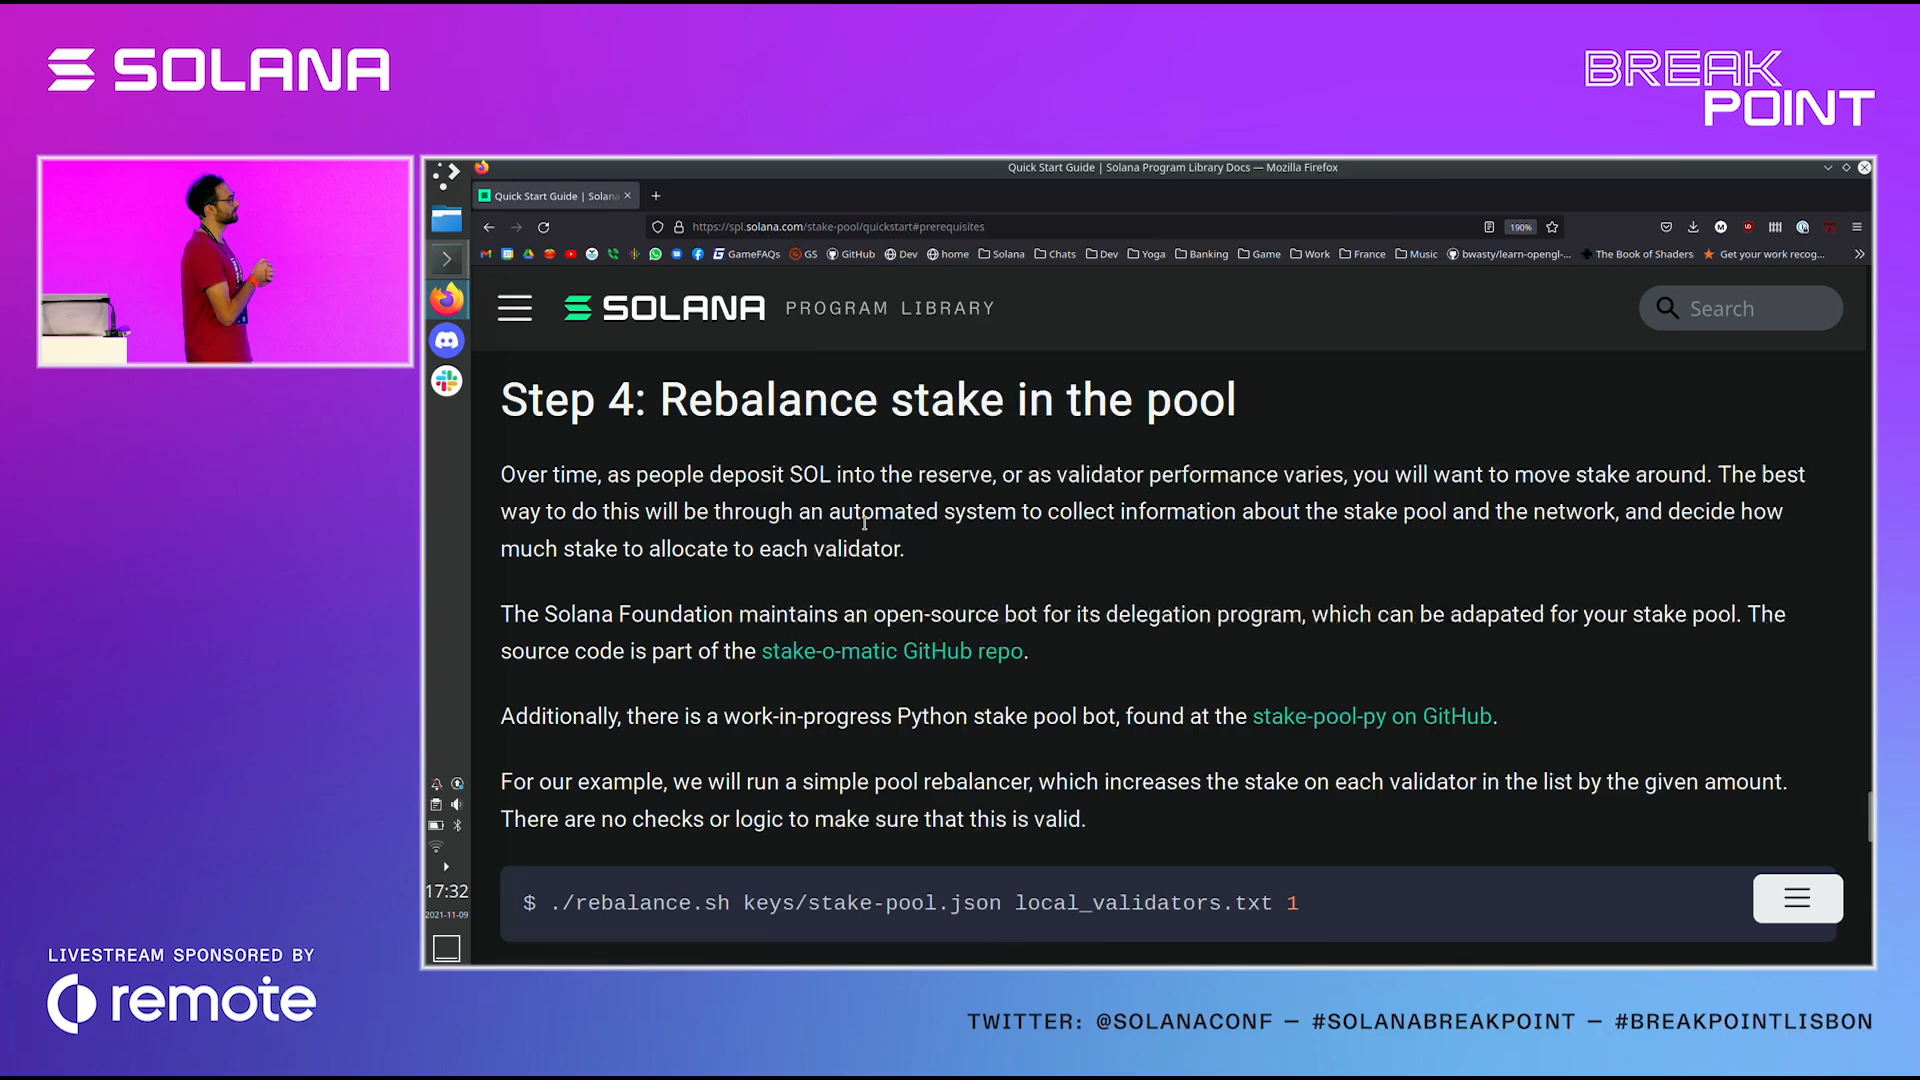 SOLANA
BREAK
POINT
Quick Start Guide | Solana Program Library Docs — Mozilla Firefox
Quick Start Guide | Solana
https://spl.solana.com/stake-pool/quickstart#prerequisites
190%
GameFAQs GS GitHub Dev home Solana Chats Dev Yoga Banking Game Work France Music bwasty/learn-opengl-... The Book of Shaders Get your work recog...
SOLANA PROGRAM LIBRARY
Search
Step 4: Rebalance stake in the pool
Over time, as people deposit SOL into the reserve, or as validator performance varies, you will want to move stake around. The best
way to do this will be through an automated system to collect information about the stake pool and the network, and decide how
much stake to allocate to each validator.
The Solana Foundation maintains an open-source bot for its delegation program, which can be adapated for your stake pool. The
source code is part of the stake-o-matic GitHub repo.
Additionally, there is a work-in-progress Python stake pool bot, found at the stake-pool-py on GitHub.
For our example, we will run a simple pool rebalancer, which increases the stake on each validator in the list by the given amount.
There are no checks or logic to make sure that this is valid.
$ ./rebalance.sh keys/stake-pool.json local_validators.txt 1
17:32
2021-11-09
LIVESTREAM SPONSORED BY
remote
TWITTER: @SOLANACONF — #SOLANABREAKPOINT — #BREAKPOINTLISBON